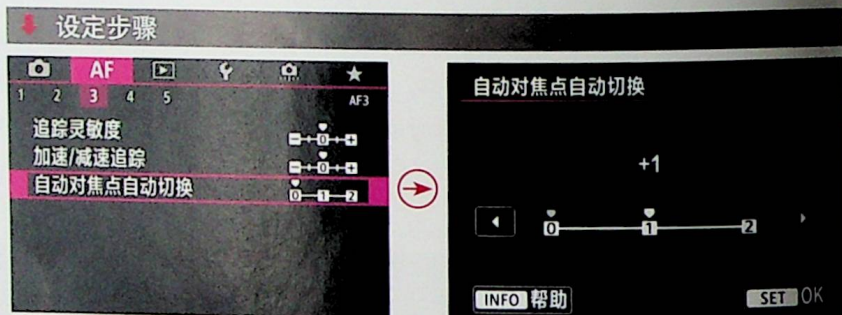 设定步骤
AF
1 2 3 4 5
AF3
追踪灵敏度
- 0 +
加速/减速追踪
- 0 +
自动对焦点自动切换
0 1 2
自动对焦点自动切换
+1
0 1 2
INFO 帮助
SET OK